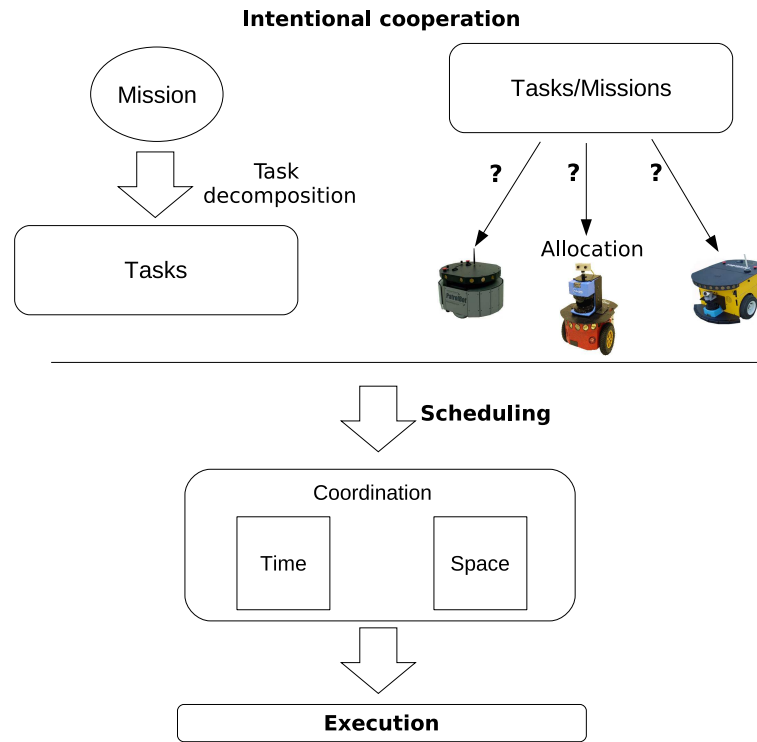 Intentional cooperation
Mission
Task
decomposition
Tasks
Tasks/Missions
? ? ?
Allocation
Scheduling
Coordination
Time
Space
Execution